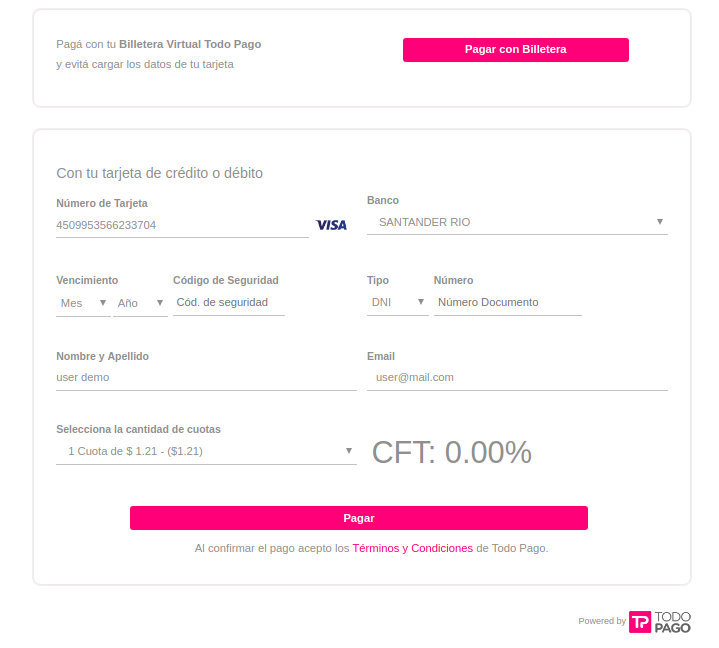 Pagá con tu Billetera Virtual Todo Pago
y evitá cargar los datos de tu tarjeta
Pagar con Billetera
Con tu tarjeta de crédito o débito
Número de Tarjeta
4509953566233704
VISA
Banco
SANTANDER RIO
Vencimiento
Mes
Año
Código de Seguridad
Cód. de seguridad
Tipo
DNI
Número
Número Documento
Nombre y Apellido
user demo
Email
user@mail.com
Selecciona la cantidad de cuotas
1 Cuota de $ 1.21 - ($1.21)
CFT: 0.00%
Pagar
Al confirmar el pago acepto los Términos y Condiciones de Todo Pago.
Powered by
TP
TODO
PAGO